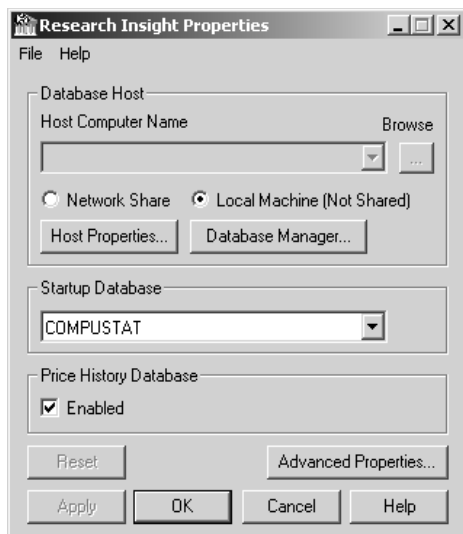 Research Insight Properties
File Help
Database Host
Host Computer Name Browse
...
Network Share Local Machine (Not Shared)
Host Properties... Database Manager...
Startup Database
COMPUSTAT
Price History Database
Enabled
Reset Advanced Properties...
Apply OK Cancel Help